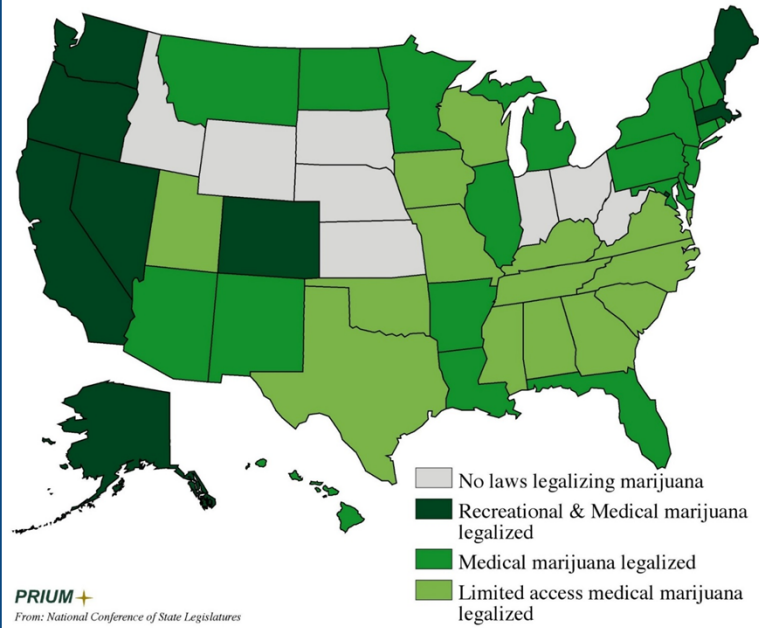 No laws legalizing marijuana
Recreational & Medical marijuana
legalized
Medical marijuana legalized
Limited access medical marijuana
legalized
PRIUM
From: National Conference of State Legislatures